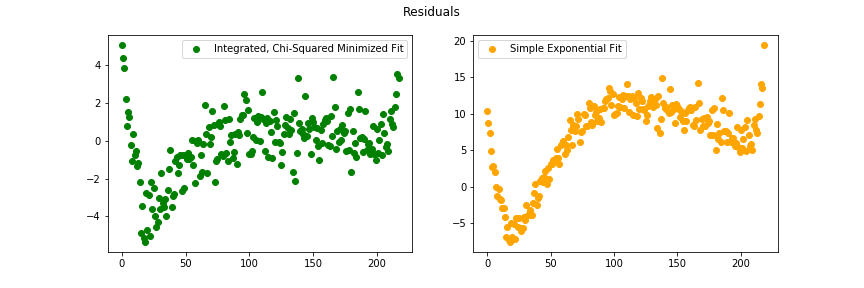 Residuals
Integrated, Chi-Squared Minimized Fit
4
2
0
−2
−4
0 50 100 150 200
Simple Exponential Fit
20
15
10
5
0
−5
0 50 100 150 200